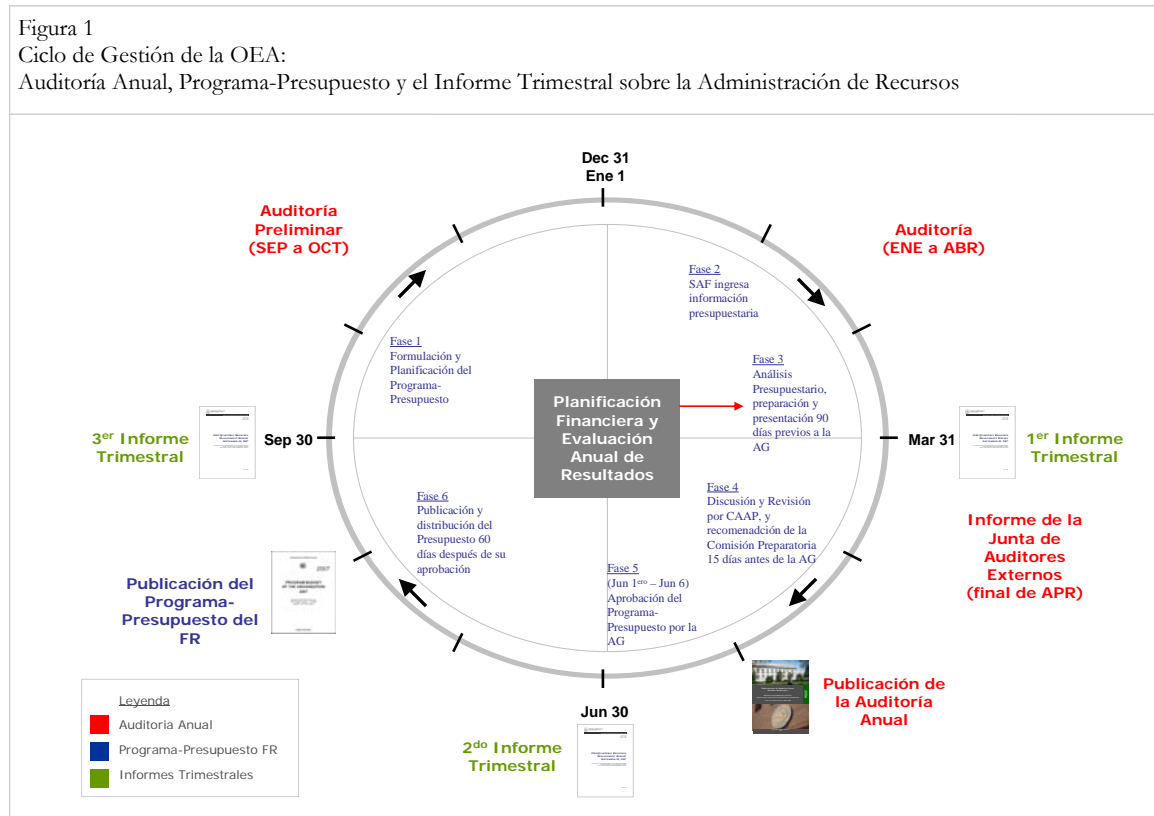 Figura 1
Ciclo de Gestión de la OEA:
Auditoría Anual, Programa-Presupuesto y el Informe Trimestral sobre la Administración de Recursos
Dec 31
Ene 1
Auditoría
Preliminar
(SEP a OCT)
Auditoría
(ENE a ABR)
Fase 2
SAF ingresa
información
presupuestaria
Fase 1
Formulación y
Planificación del
Programa-
Presupuesto
Fase 3
Análisis
Presupuestario,
preparación y
presentación 90
días previos a la
AG
Planificación
Financiera y
Evaluación
Anual de
Resultados
3er Informe
Trimestral
Sep 30
Mar 31
1er Informe
Trimestral
Fase 6
Publicación y
distribución del
Presupuesto 60
días después de su
aprobación
Fase 4
Discusión y Revisión
por CAAP, y
recomenadción de la
Comisión Preparatoria
15 días antes de la AG
Informe de la
Junta de
Auditores
Externos
(final de APR)
Fase 5
(Jun 1ero – Jun 6)
Aprobación del
Programa-
Presupuesto por la
AG
Publicación del
Programa-
Presupuesto del
FR
2007
PROGRAM-BUDGET
OF THE ORGANIZATION
2007
Publicación de
la Auditoría
Anual
Jun 30
2do Informe
Trimestral
Leyenda
Auditoria Anual
Programa-Presupuesto FR
Informes Trimestrales